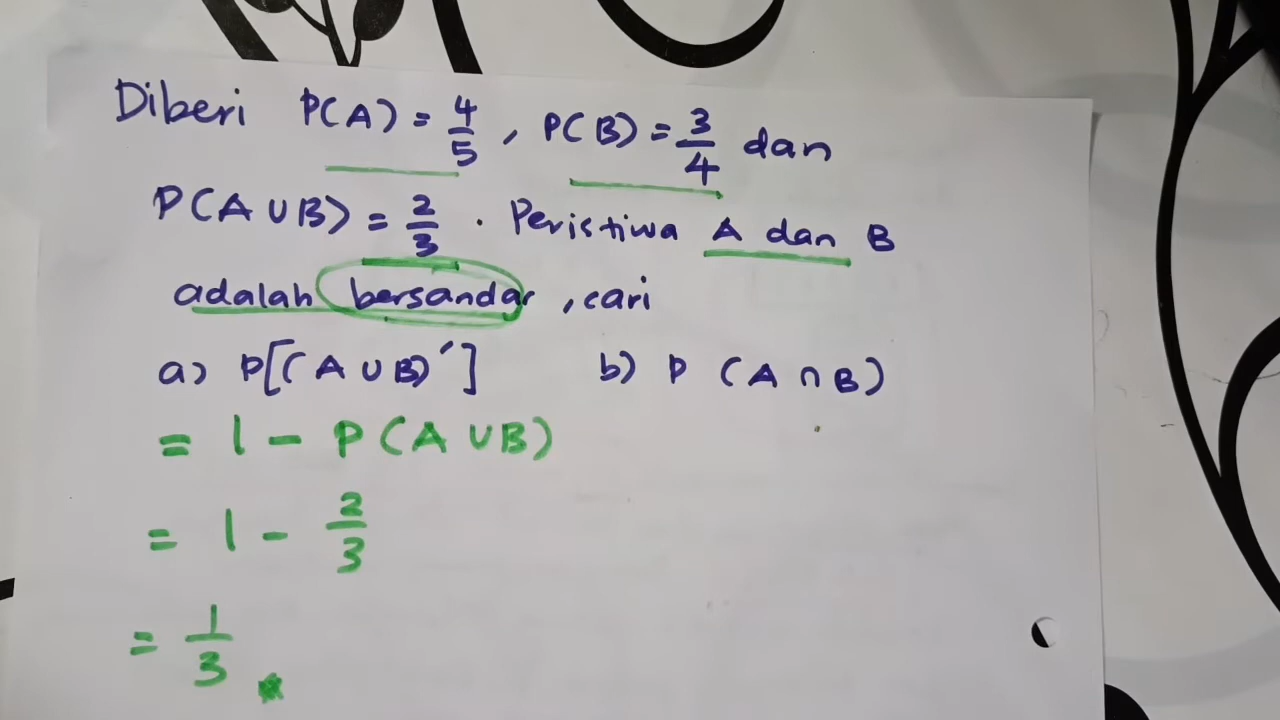 Diberi P(A) = 4/5 , P(B) = 3/4 dan
P(A ∪ B) = 2/3 . Peristiwa A dan B
adalah bersandar , cari
a) P[(A ∪ B)′] b) P (A ∩ B)
= 1 - P(A ∪ B)
= 1 - 2/3
= 1/3